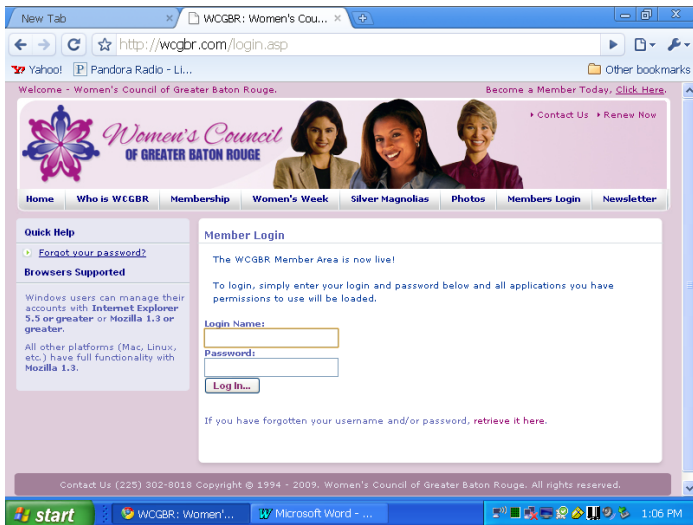 New Tab
WCGBR: Women's Cou...
http://wcgbr.com/login.asp
Yahoo!
Pandora Radio - Li...
Other bookmarks
Welcome - Women's Council of Greater Baton Rouge.
Become a Member Today, Click Here.
Contact Us
Renew Now
Women's Council
OF GREATER BATON ROUGE
Home
Who is WCGBR
Membership
Women's Week
Silver Magnolias
Photos
Members Login
Newsletter
Quick Help
Forgot your password?
Browsers Supported
Windows users can manage their
accounts with Internet Explorer
5.5 or greater or Mozilla 1.3 or
greater.
All other platforms (Mac, Linux,
etc.) have full functionality with
Mozilla 1.3.
Member Login
The WCGBR Member Area is now live!
To login, simply enter your login and password below and all applications you have
permissions to use will be loaded.
Login Name:
Password:
Log In...
If you have forgotten your username and/or password, retrieve it here.
Contact Us (225) 302-8018 Copyright © 1994 - 2009. Women's Council of Greater Baton Rouge. All rights reserved.
start
WCGBR: Women'...
Microsoft Word - ...
1:06 PM